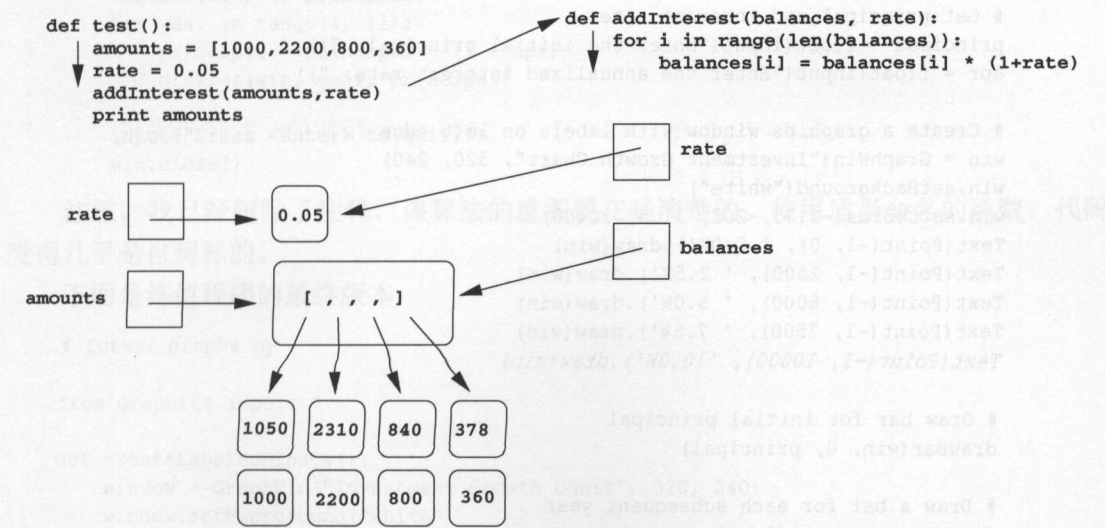 def test():
amounts = [1000,2200,800,360]
rate = 0.05
addInterest(amounts,rate)
print amounts
def addInterest(balances, rate):
for i in range(len(balances)):
balances[i] = balances[i] * (1+rate)
rate
rate
0.05
balances
amounts
[ , , , ]
1050 2310 840 378
1000 2200 800 360